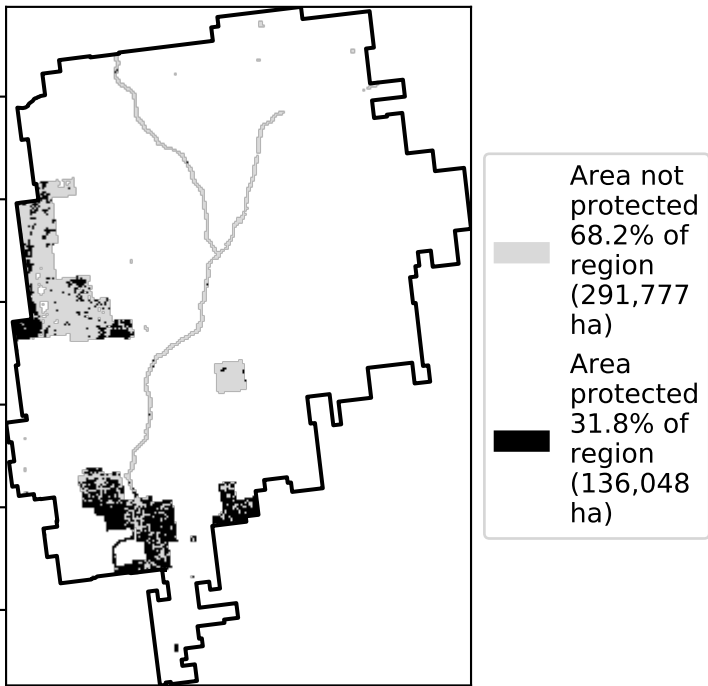 Area not
protected
68.2% of
region
(291,777
ha)
Area
protected
31.8% of
region
(136,048
ha)